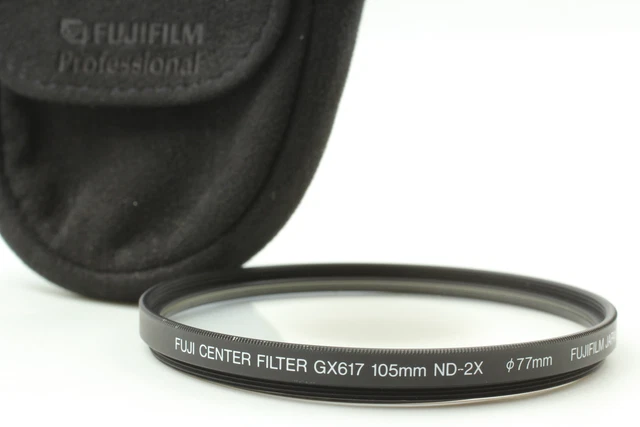 FUJIFILM
Professional
FUJI CENTER FILTER GX617 105mm ND-2X φ77mm FUJIFILM